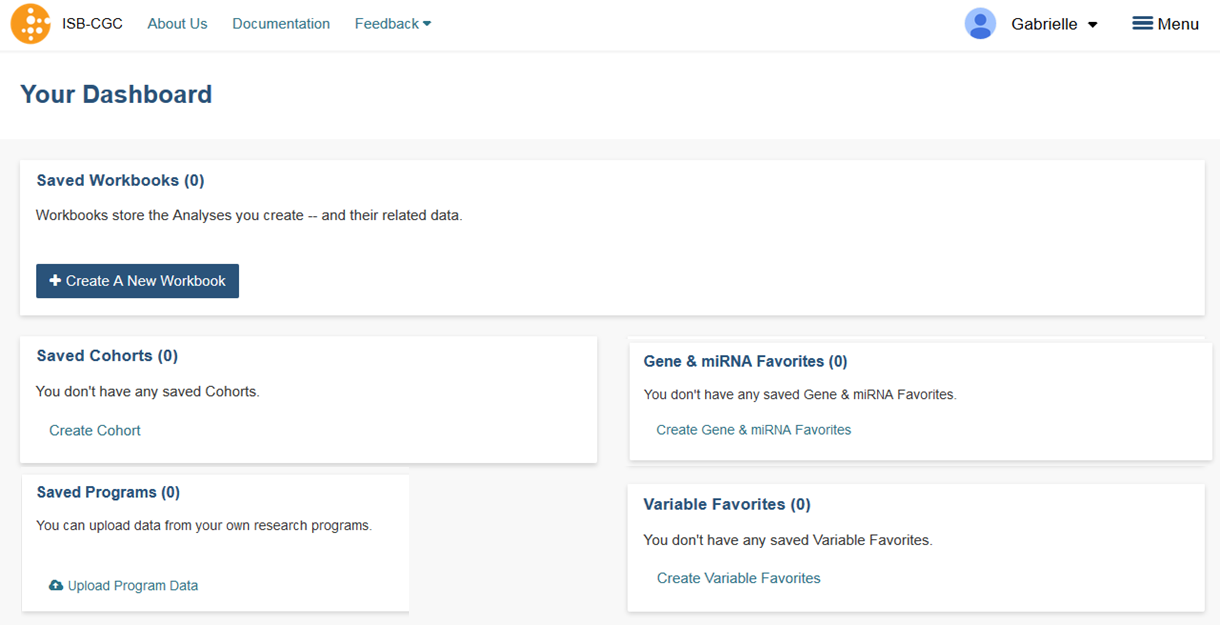 ISB-CGC About Us Documentation Feedback Gabrielle Menu
Your Dashboard
Saved Workbooks (0)
Workbooks store the Analyses you create -- and their related data.
Create A New Workbook
Saved Cohorts (0)
You don't have any saved Cohorts.
Create Cohort
Gene & miRNA Favorites (0)
You don't have any saved Gene & miRNA Favorites.
Create Gene & miRNA Favorites
Saved Programs (0)
You can upload data from your own research programs.
Upload Program Data
Variable Favorites (0)
You don't have any saved Variable Favorites.
Create Variable Favorites